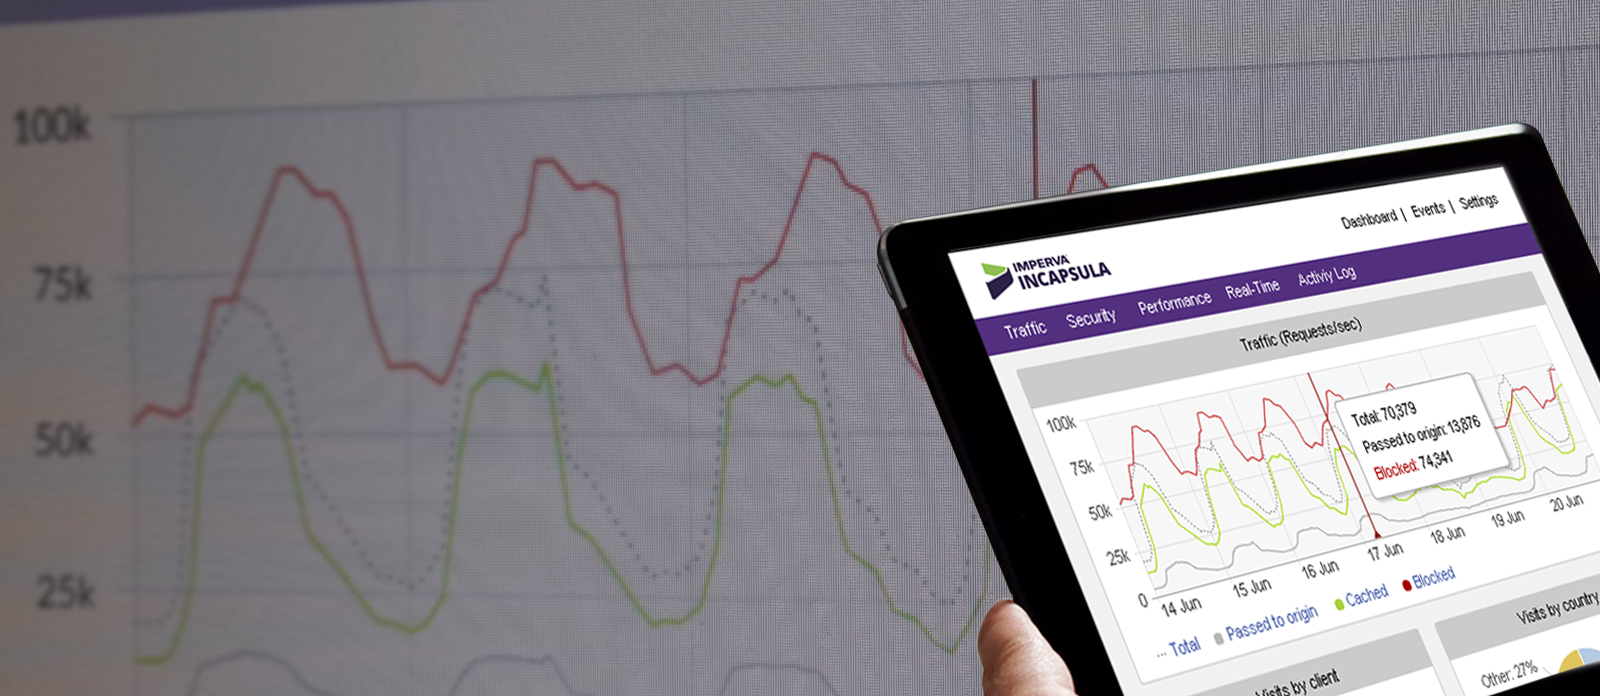 100k
75k
50k
25k
Dashboard | Events | Settings
IMPERVA
INCAPSULA
Traffic Security Performance Real-Time Activiy Log
Traffic (Requests/sec)
100k
75k
50k
25k
0
Total: 70,379
Passed to origin: 13,876
Blocked: 74,341
14 Jun 15 Jun 16 Jun 17 Jun 18 Jun 19 Jun 20 Jun
Total Passed to origin Cached Blocked
Visits by client
Visits by country
Other: 27%